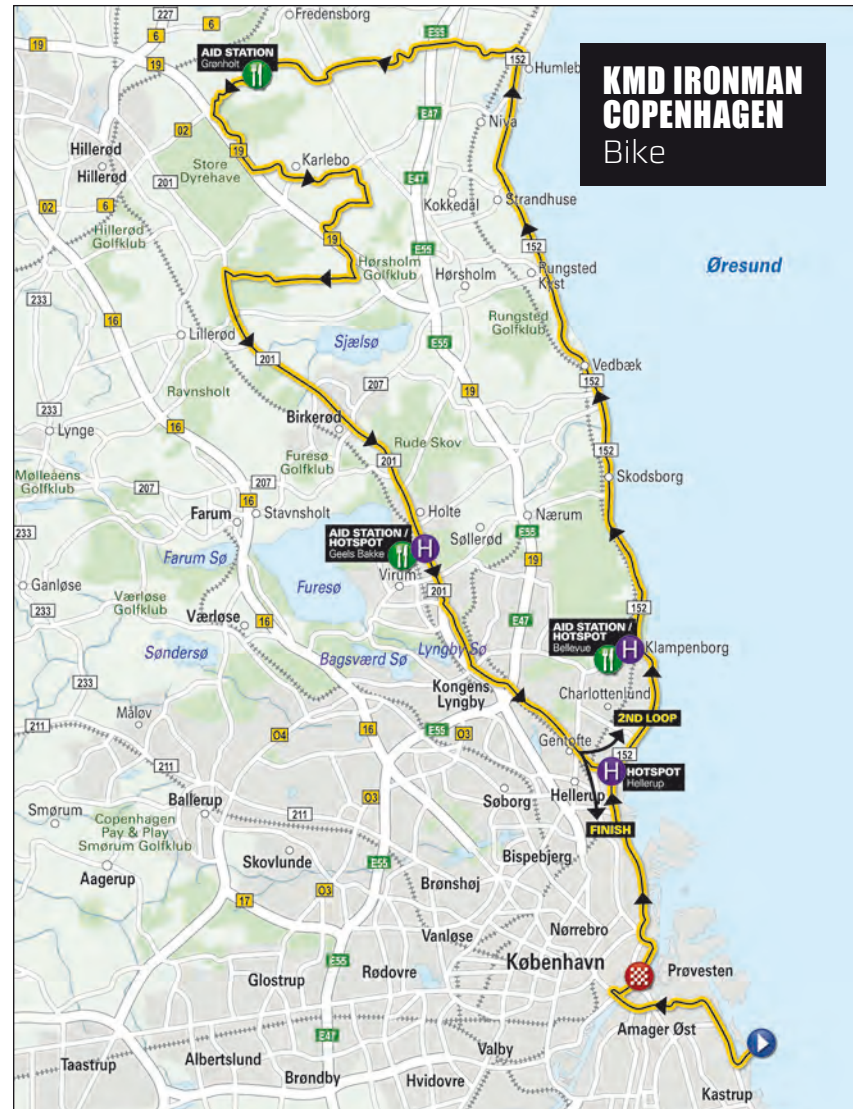 KMD IRONMAN
COPENHAGEN
Bike
227
6
Fredensborg
E55
19
6
AID STATION
Grønholt
152
Humleb
19
E47
Niva
02
Hillerød
Hillerød
19
Karlebo
Store
Dyrehave
201
E47
Kokkedal
Strandhuse
02
6
Hillerød
Golfklub
19
152
E55
Øresund
Hørsholm
Golfklub
Hørsholm
Rungsted
Kyst
233
233
16
Rungsted
Golfklub
Lillerød
Sjælsø
E55
201
Vedbæk
152
Ravnsholt
207
19
Birkerød
233
16
Lynge
Rude Skov
Furesø
Golfklub
201
152
Mølleaens
Golfklub
207
207
Skodsborg
16
Farum
Stavnsholt
Holte
Nærum
AID STATION /
HOTSPOT
Geels Bakke
H
Søllerød
E55
Farum Sø
19
Ganløse
Virum
Furesø
201
152
Værløse
Golfklub
233
Værløse
16
E47
AID STATION /
HOTSPOT
Bellevue
H
Klampenborg
Søndersø
Bagsværd Sø
Lyngby Sø
233
Kongens
Lyngby
Charlottenlund
Måløv
2ND LOOP
211
O4
16
E55
O3
Gentofte
152
211
H
HOTSPOT
Hellerup
Ballerup
O3
Søborg
Hellerup
Smørum
Copenhagen
Pay & Play
Smørum Golfklub
211
FINISH
Skovlunde
E55
Bispebjerg
Aagerup
17
O3
Brønshøj
Nørrebro
Vanløse
E55
København
Prøvesten
Glostrup
Rødovre
Amager Øst
E47
Valby
Taastrup
Albertslund
Brøndby
Hvidovre
Kastrup